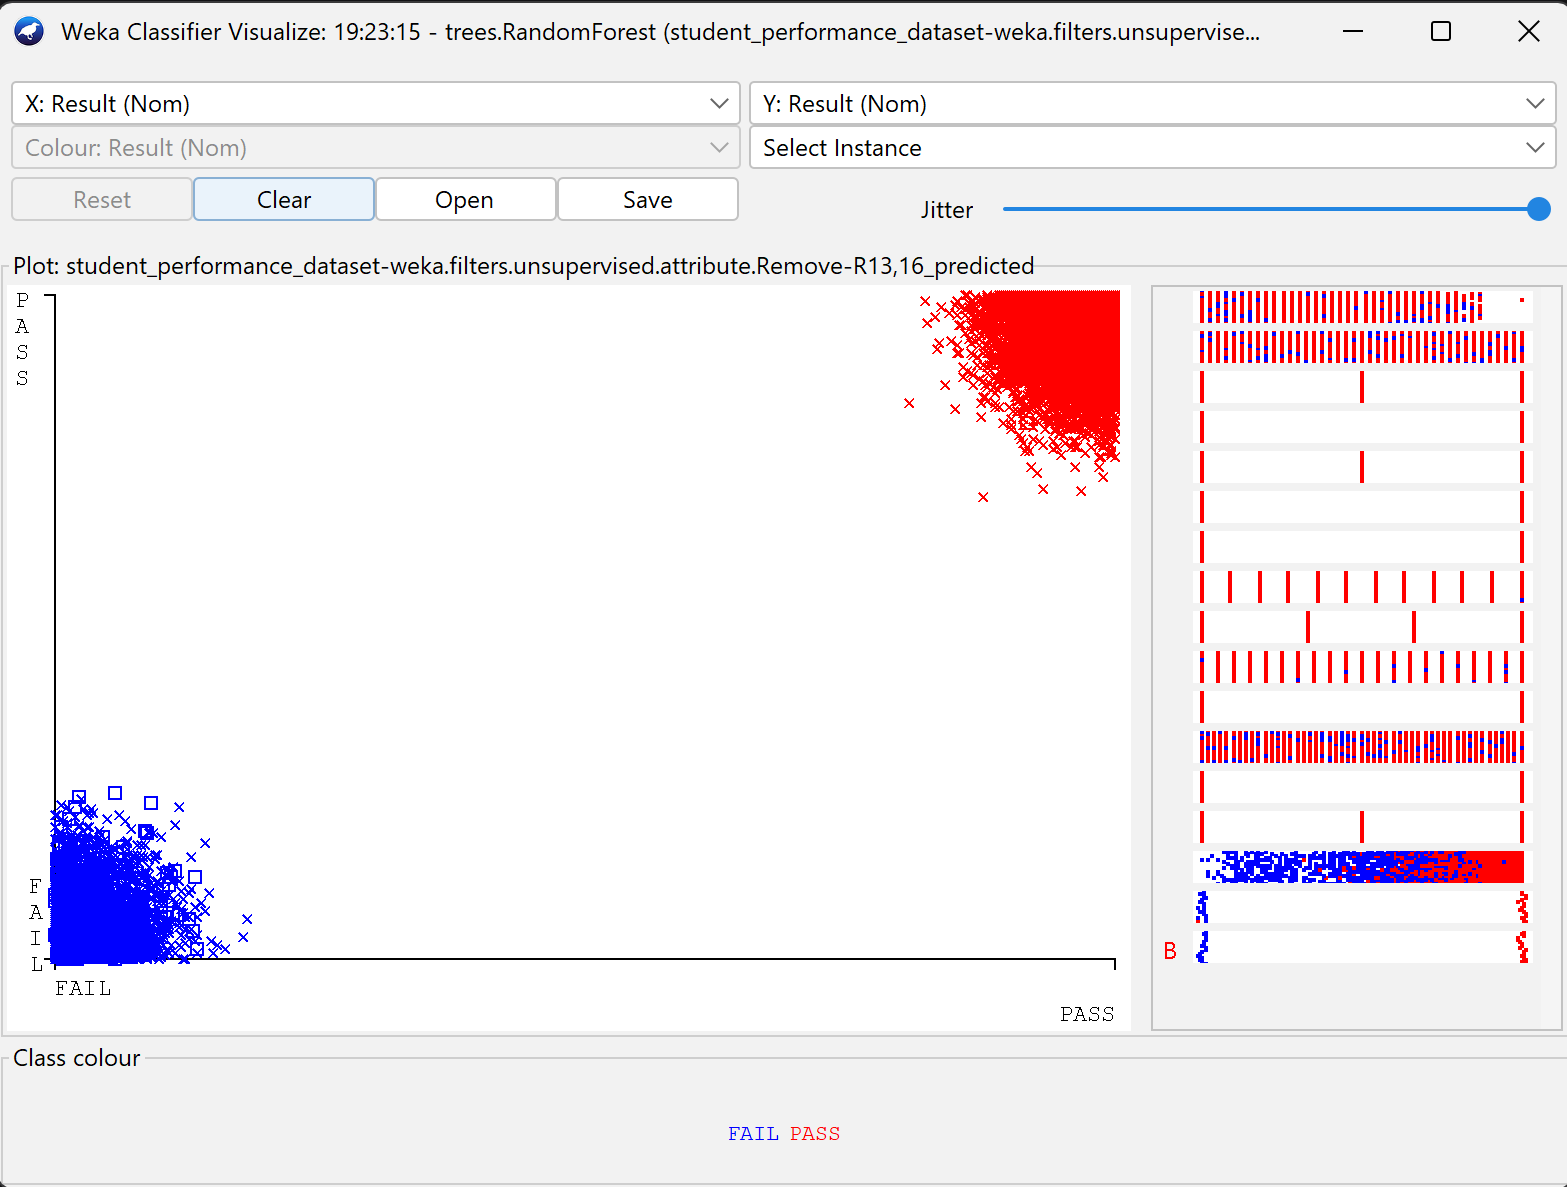 Weka Classifier Visualize: 19:23:15 - trees.RandomForest (student_performance_dataset-weka.filters.unsupervise...
X: Result (Nom)
Y: Result (Nom)
Colour: Result (Nom)
Select Instance
Reset
Clear
Open
Save
Jitter
Plot: student_performance_dataset-weka.filters.unsupervised.attribute.Remove-R13,16_predicted
P
A
S
S
F
A
I
L
FAIL
PASS
B
Class colour
FAIL PASS